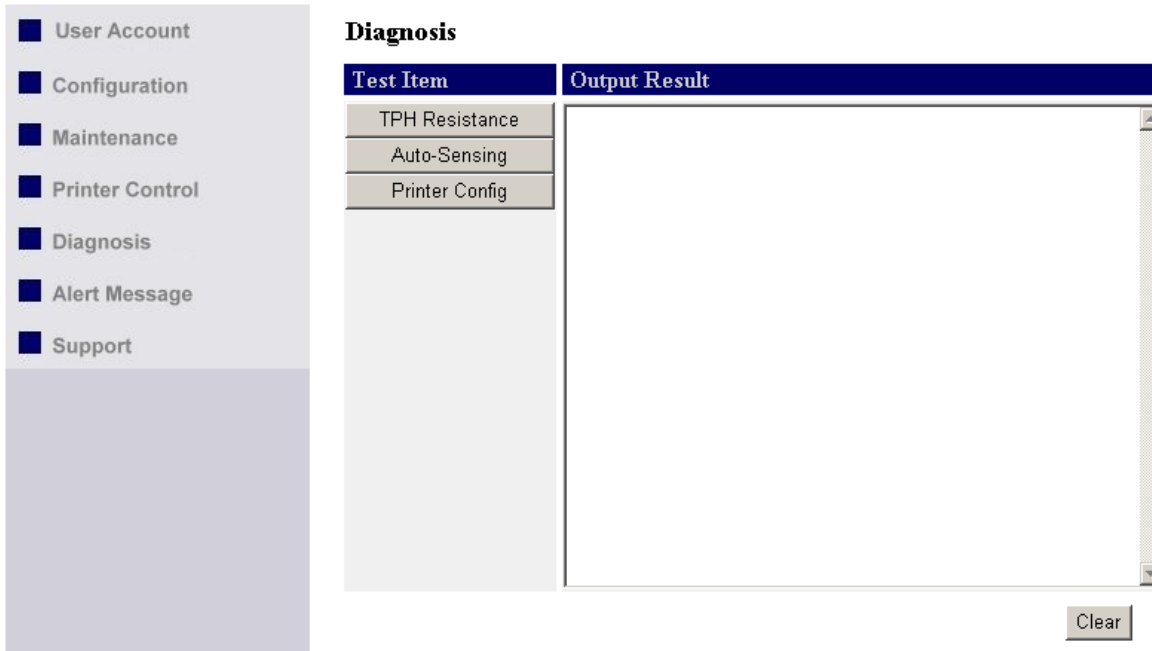 User Account
Configuration
Maintenance
Printer Control
Diagnosis
Alert Message
Support
Diagnosis
Test Item
Output Result
TPH Resistance
Auto-Sensing
Printer Config
Clear